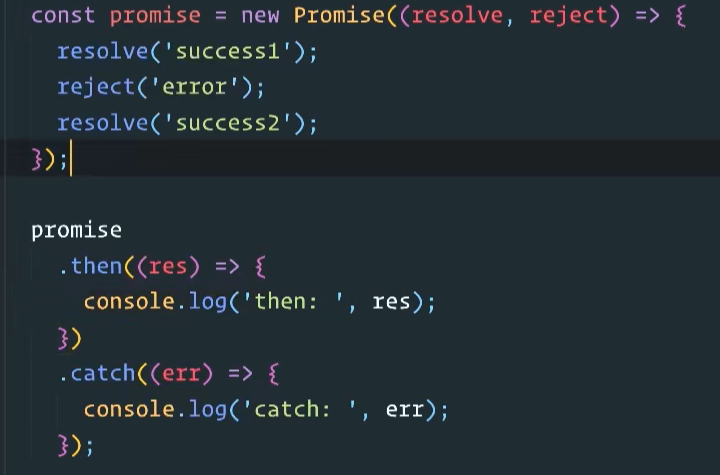 const promise = new Promise((resolve, reject) => {
  resolve('success1');
  reject('error');
  resolve('success2');
});

promise
  .then((res) => {
    console.log('then: ', res);
  })
  .catch((err) => {
    console.log('catch: ', err);
  });